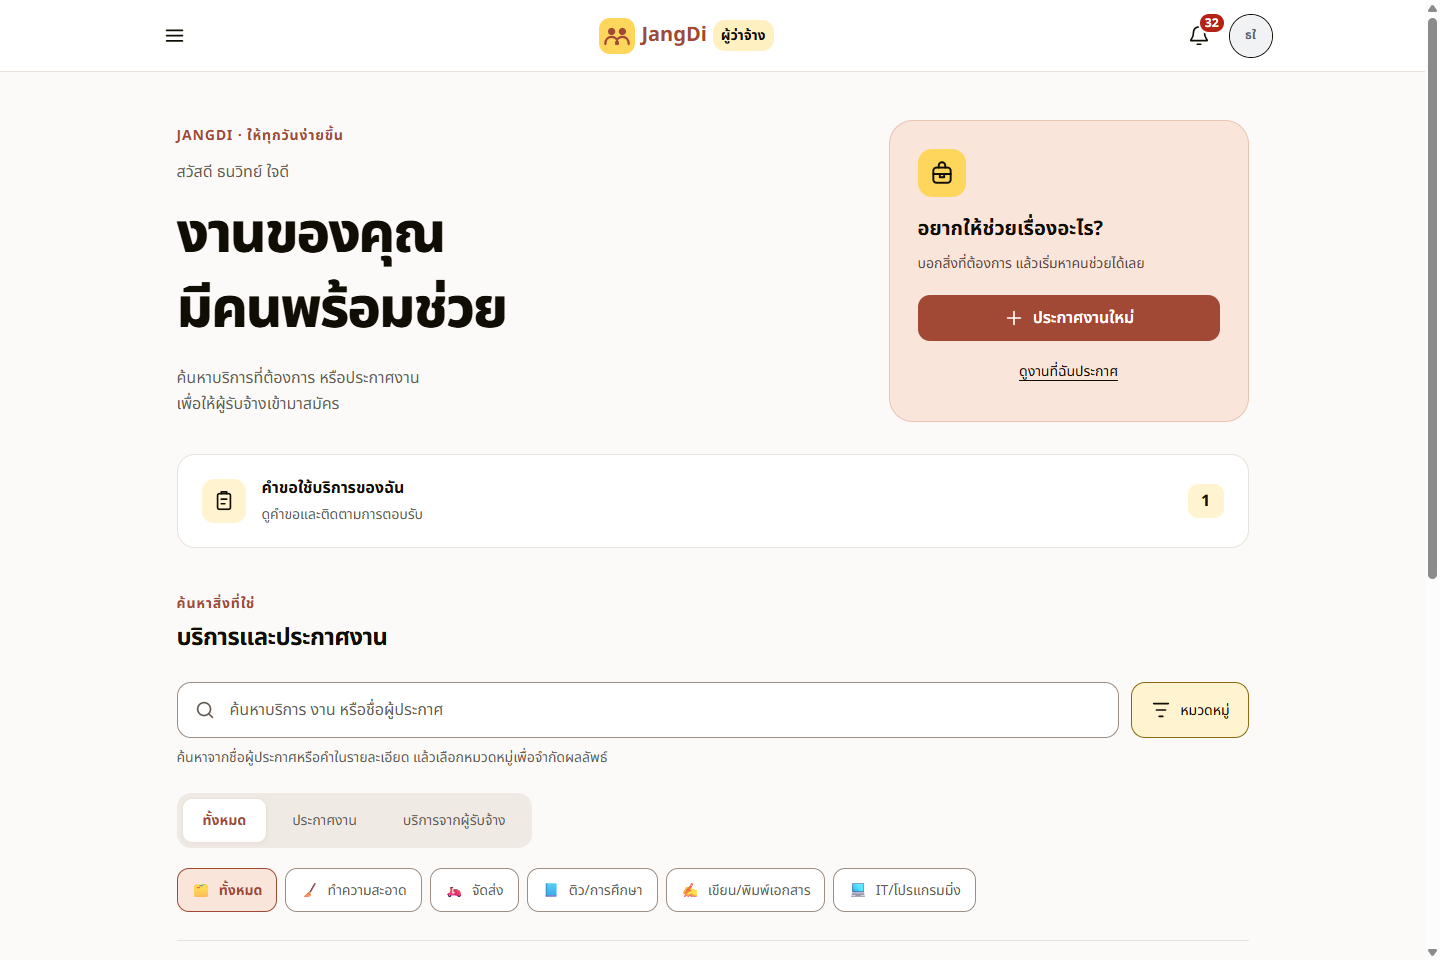 JangDi ผู้ว่าจ้าง
32
ธใ
JANGDI · ให้ทุกวันง่ายขึ้น
สวัสดี ธนวิทย์ ใจดี
งานของคุณ
มีคนพร้อมช่วย
ค้นหาบริการที่ต้องการ หรือประกาศงาน
เพื่อให้ผู้รับจ้างเข้ามาสมัคร
อยากให้ช่วยเรื่องอะไร?
บอกสิ่งที่ต้องการ แล้วเริ่มหาคนช่วยได้เลย
ประกาศงานใหม่
ดูงานที่ฉันประกาศ
คำขอใช้บริการของฉัน
ดูคำขอและติดตามการตอบรับ
1
ค้นหาสิ่งที่ใช่
บริการและประกาศงาน
ค้นหาบริการ งาน หรือชื่อผู้ประกาศ
หมวดหมู่
ค้นหาจากชื่อผู้ประกาศหรือคำในรายละเอียด แล้วเลือกหมวดหมู่เพื่อจำกัดผลลัพธ์
ทั้งหมด ประกาศงาน บริการจากผู้รับจ้าง
ทั้งหมด ทำความสะอาด จัดส่ง ติว/การศึกษา เขียน/พิมพ์เอกสาร IT/โปรแกรมมิ่ง